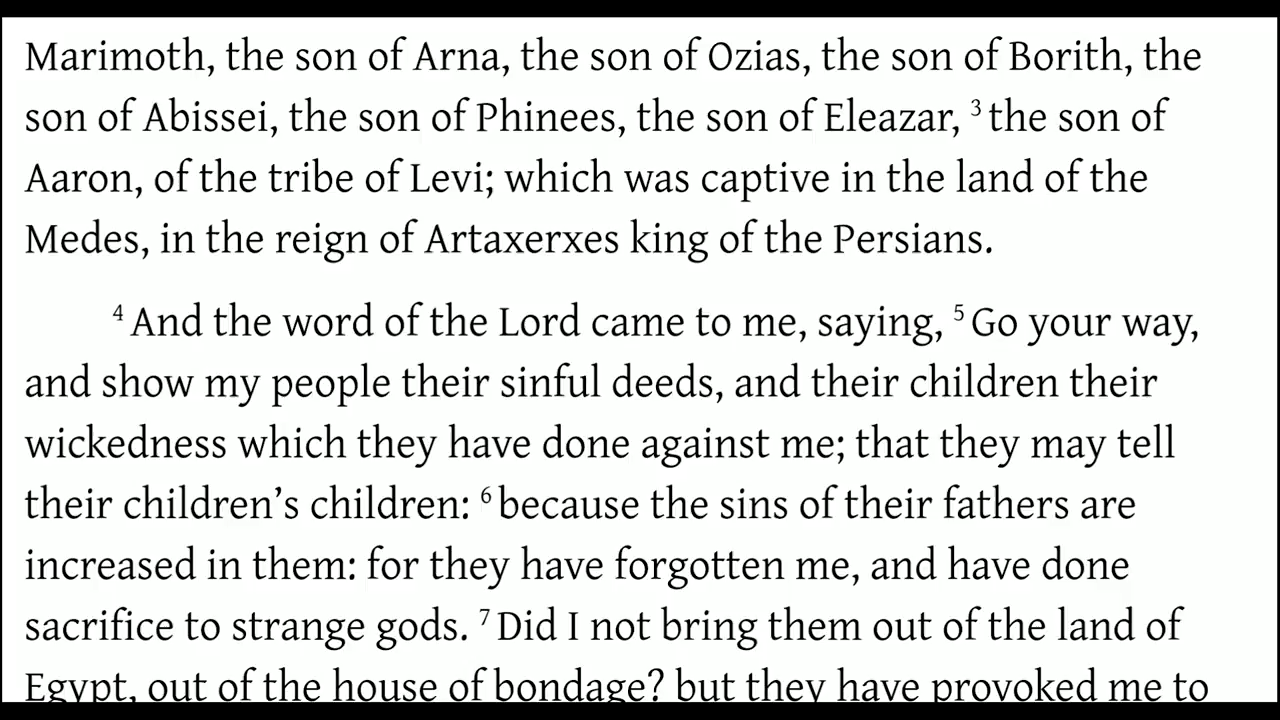 Marimoth, the son of Arna, the son of Ozias, the son of Borith, the
son of Abissei, the son of Phinees, the son of Eleazar, 3 the son of
Aaron, of the tribe of Levi; which was captive in the land of the
Medes, in the reign of Artaxerxes king of the Persians.
4 And the word of the Lord came to me, saying, 5 Go your way,
and show my people their sinful deeds, and their children their
wickedness which they have done against me; that they may tell
their children’s children: 6 because the sins of their fathers are
increased in them: for they have forgotten me, and have done
sacrifice to strange gods. 7 Did I not bring them out of the land of
Egypt, out of the house of bondage? but they have provoked me to